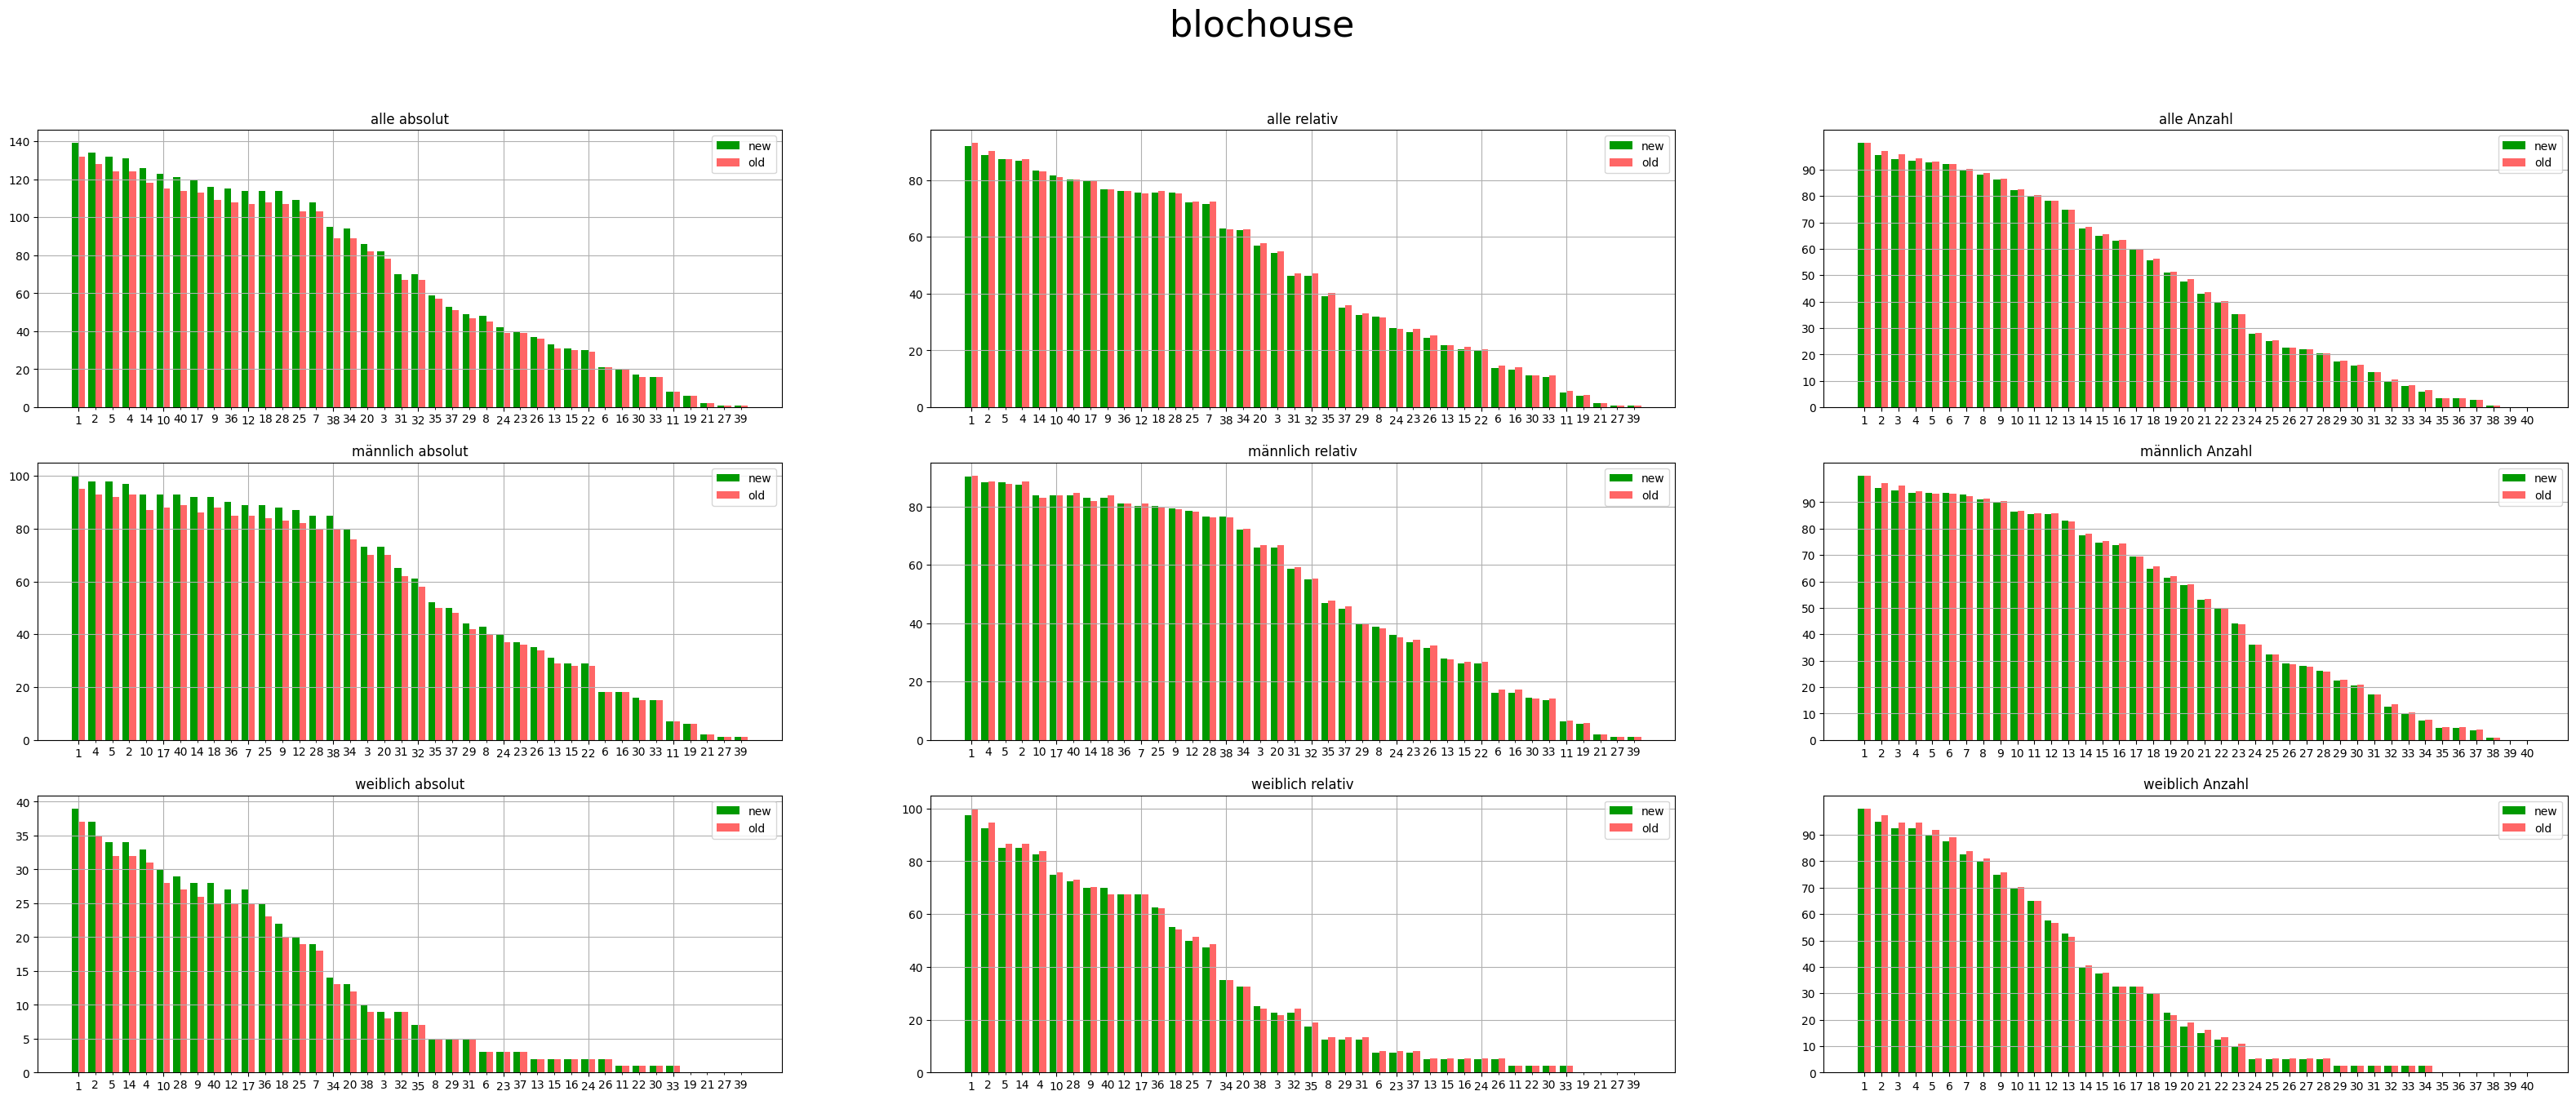 blochouse
alle absolut
new
old
140
120
100
80
60
40
20
0
1 2 5 4 14 10 40 17 9 36 12 18 28 25 7 38 34 20 3 31 32 35 37 29 8 24 23 26 13 15 22 6 16 30 33 11 19 21 27 39
alle relativ
new
old
80
60
40
20
0
1 2 5 4 14 10 40 17 9 36 12 18 28 25 7 38 34 20 3 31 32 35 37 29 8 24 23 26 13 15 22 6 16 30 33 11 19 21 27 39
alle Anzahl
new
old
90
80
70
60
50
40
30
20
10
0
1 2 3 4 5 6 7 8 9 10 11 12 13 14 15 16 17 18 19 20 21 22 23 24 25 26 27 28 29 30 31 32 33 34 35 36 37 38 39 40
männlich absolut
new
old
100
80
60
40
20
0
1 4 5 2 10 17 40 14 18 36 7 25 9 12 28 38 34 3 20 31 32 35 37 29 8 24 23 26 13 15 22 6 16 30 33 11 19 21 27 39
männlich relativ
new
old
80
60
40
20
0
1 4 5 2 10 17 40 14 18 36 7 25 9 12 28 38 34 3 20 31 32 35 37 29 8 24 23 26 13 15 22 6 16 30 33 11 19 21 27 39
männlich Anzahl
new
old
90
80
70
60
50
40
30
20
10
0
1 2 3 4 5 6 7 8 9 10 11 12 13 14 15 16 17 18 19 20 21 22 23 24 25 26 27 28 29 30 31 32 33 34 35 36 37 38 39 40
weiblich absolut
new
old
40
35
30
25
20
15
10
5
0
1 2 5 14 4 10 28 9 40 12 17 36 18 25 7 34 20 38 3 32 35 8 29 31 6 23 37 13 15 16 24 26 11 22 30 33 19 21 27 39
weiblich relativ
new
old
100
80
60
40
20
0
1 2 5 14 4 10 28 9 40 12 17 36 18 25 7 34 20 38 3 32 35 8 29 31 6 23 37 13 15 16 24 26 11 22 30 33 19 21 27 39
weiblich Anzahl
new
old
90
80
70
60
50
40
30
20
10
0
1 2 3 4 5 6 7 8 9 10 11 12 13 14 15 16 17 18 19 20 21 22 23 24 25 26 27 28 29 30 31 32 33 34 35 36 37 38 39 40